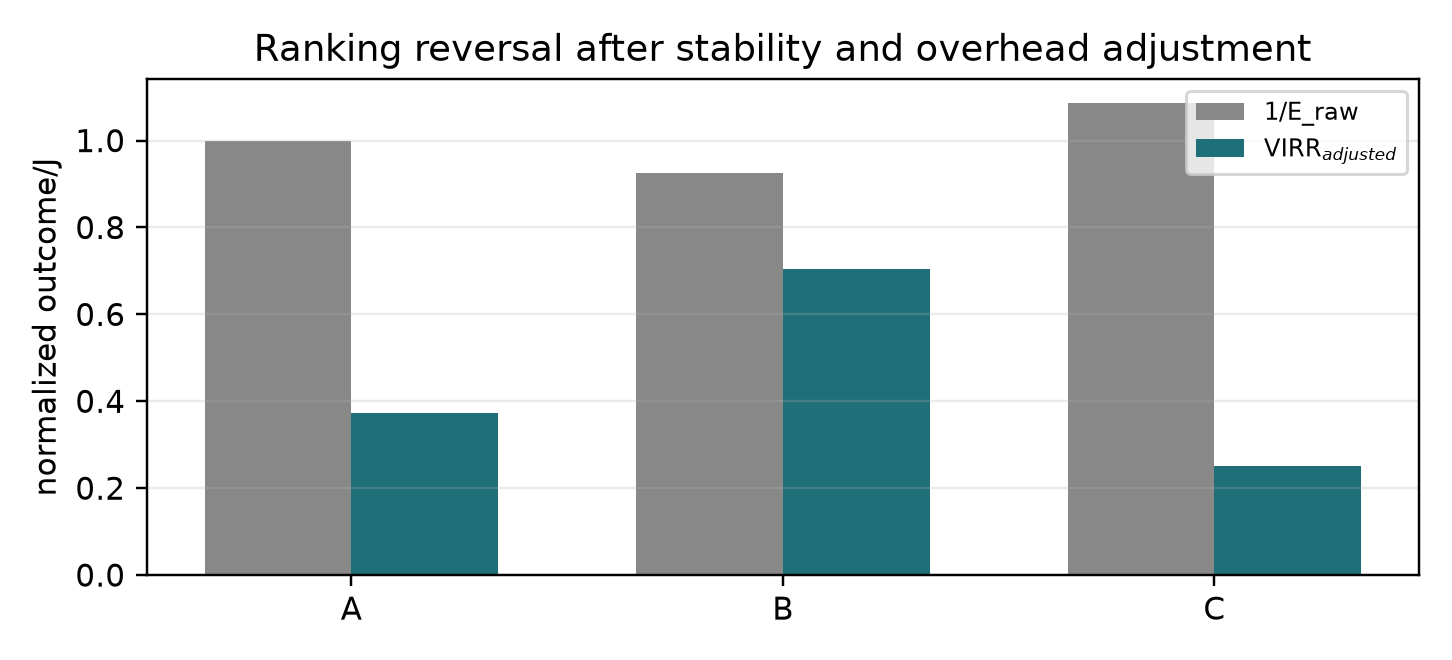 Ranking reversal after stability and overhead adjustment
1/E_raw
VIRR_adjusted
normalized outcome/J
1.0
0.8
0.6
0.4
0.2
0.0
A
B
C